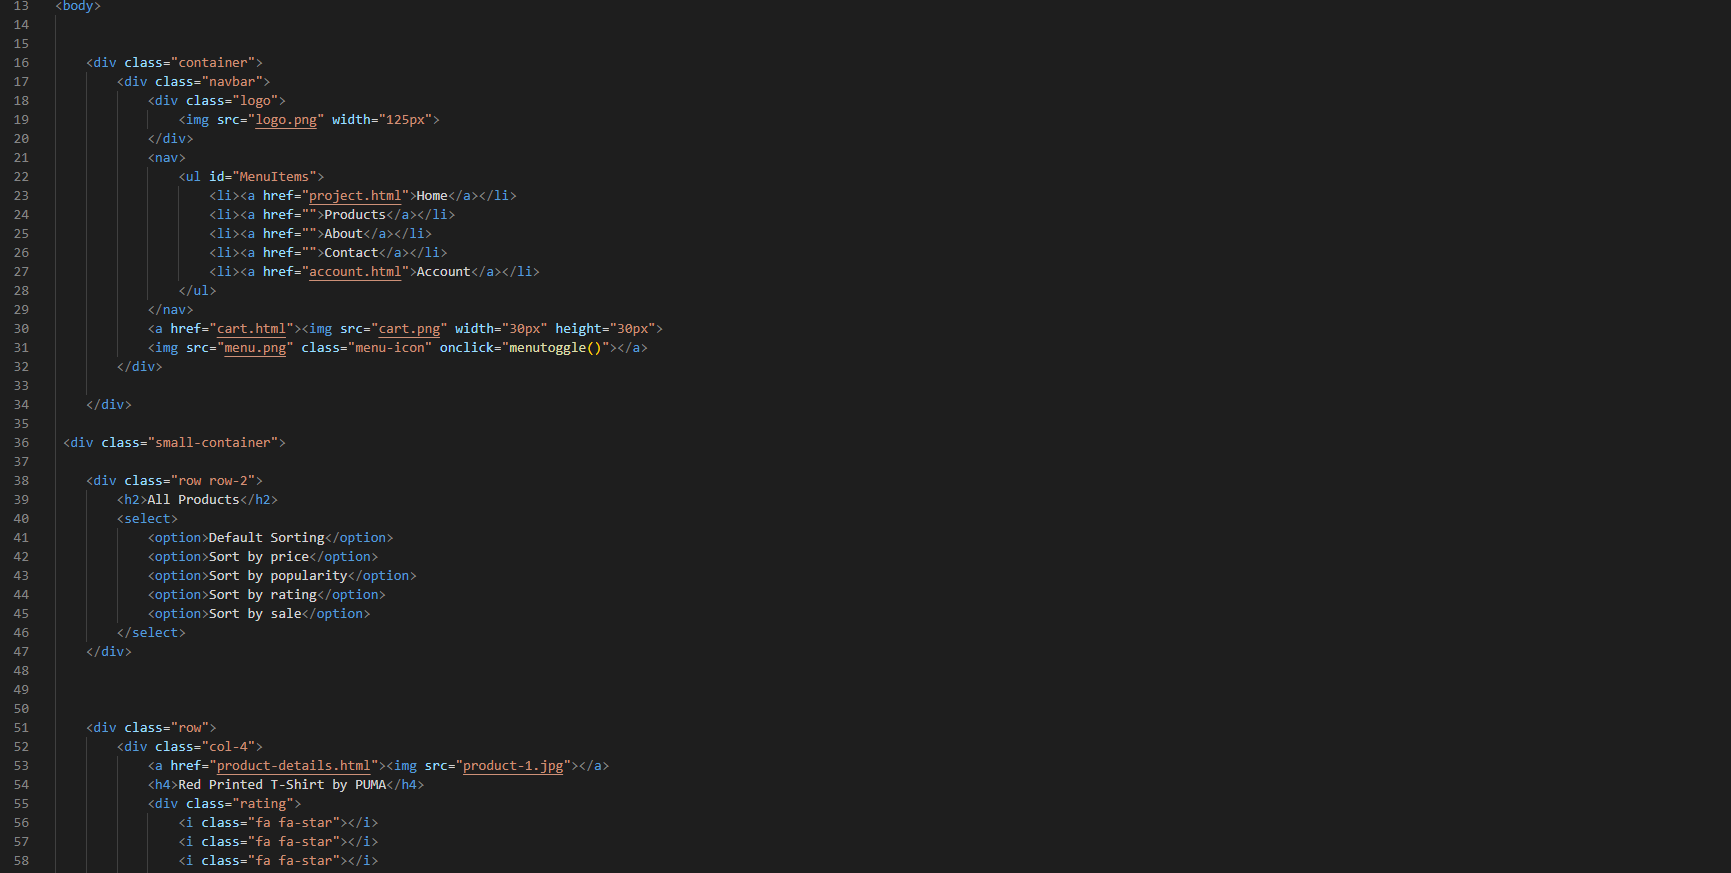 13 <body>
14
15
16 <div class="container">
17 <div class="navbar">
18 <div class="logo">
19 <img src="logo.png" width="125px">
20 </div>
21 <nav>
22 <ul id="MenuItems">
23 <li><a href="project.html">Home</a></li>
24 <li><a href="">Products</a></li>
25 <li><a href="">About</a></li>
26 <li><a href="">Contact</a></li>
27 <li><a href="account.html">Account</a></li>
28 </ul>
29 </nav>
30 <a href="cart.html"><img src="cart.png" width="30px" height="30px">
31 <img src="menu.png" class="menu-icon" onclick="menutoggle()"></a>
32 </div>
33
34 </div>
35
36 <div class="small-container">
37
38 <div class="row row-2">
39 <h2>All Products</h2>
40 <select>
41 <option>Default Sorting</option>
42 <option>Sort by price</option>
43 <option>Sort by popularity</option>
44 <option>Sort by rating</option>
45 <option>Sort by sale</option>
46 </select>
47 </div>
48
49
50
51 <div class="row">
52 <div class="col-4">
53 <a href="product-details.html"><img src="product-1.jpg"></a>
54 <h4>Red Printed T-Shirt by PUMA</h4>
55 <div class="rating">
56 <i class="fa fa-star"></i>
57 <i class="fa fa-star"></i>
58 <i class="fa fa-star"></i>